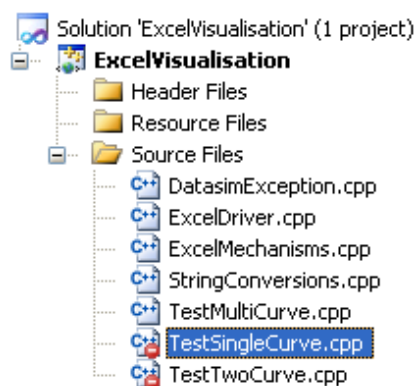 Solution 'ExcelVisualisation' (1 project)
ExcelVisualisation
Header Files
Resource Files
Source Files
C++ DatasimException.cpp
C++ ExcelDriver.cpp
C++ ExcelMechanisms.cpp
C++ StringConversions.cpp
C++ TestMultiCurve.cpp
C++ TestSingleCurve.cpp
C++ TestTwoCurve.cpp